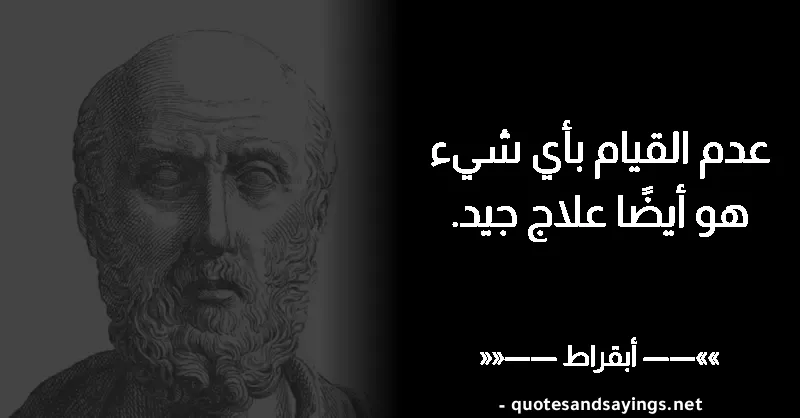 عدم القيام بأي شيء
هو أيضًا علاج جيد.
««—— أبقراط ——»»
- quotesandsayings.net